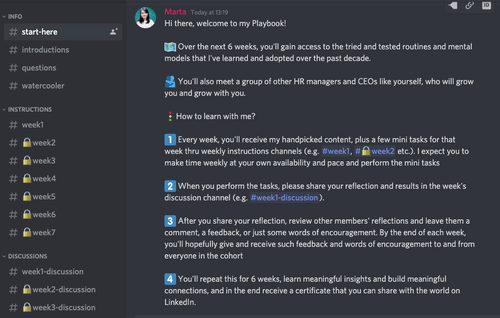 INFO
# start-here
# introductions
# questions
# watercooler
INSTRUCTIONS
# week1
# 🔒week2
# 🔒week3
# 🔒week4
# 🔒week5
# 🔒week6
# 🔒week7
DISCUSSIONS
# week1-discussion
# 🔒week2-discussion
# 🔒week3-discussion
Marta Today at 13:19
Hi there, welcome to my Playbook!
🗺️ Over the next 6 weeks, you'll gain access to the tried and tested routines and mental
models that I've learned and adopted over the past decade.
You'll also meet a group of other HR managers and CEOs like yourself, who will grow
you and grow with you.
🚦 How to learn with me?
1️⃣ Every week, you'll receive my handpicked content, plus a few mini tasks for that
week thru weekly instructions channels (e.g. #week1, #🔒week2 etc.). I expect you to
make time weekly at your own availability and pace and perform the mini tasks
2️⃣ When you perform the tasks, please share your reflection and results in the week's
discussion channel (e.g. #week1-discussion).
3️⃣ After you share your reflection, review other members' reflections and leave them a
comment, a feedback, or just some words of encouragement. By the end of each week,
you'll hopefully give and receive such feedback and words of encouragement to and from
everyone in the cohort
4️⃣ You'll repeat this for 6 weeks, learn meaningful insights and build meaningful
connections, and in the end receive a certificate that you can share with the world on
LinkedIn.